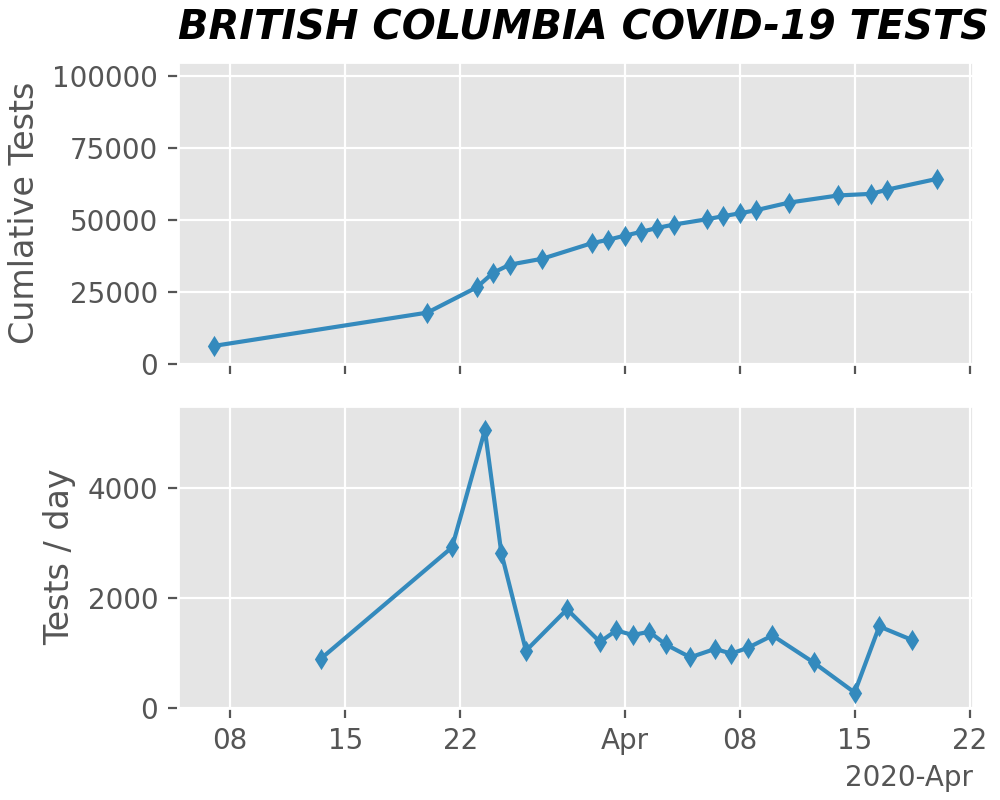 BRITISH COLUMBIA COVID-19 TESTS
100000
75000
50000
25000
0
Cumlative Tests
4000
2000
0
Tests / day
08 15 22 Apr 08 15 22
2020-Apr